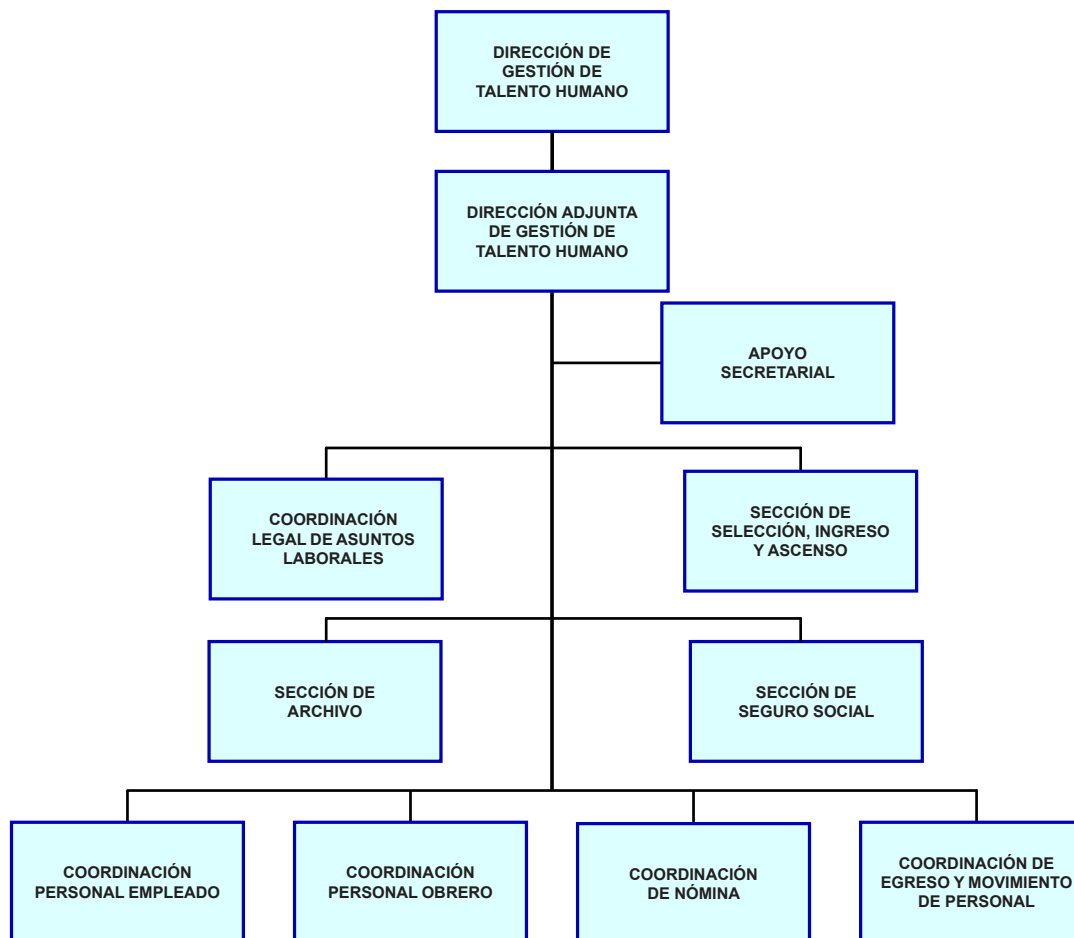 DIRECCIÓN DE
GESTIÓN DE
TALENTO HUMANO
DIRECCIÓN ADJUNTA
DE GESTIÓN DE
TALENTO HUMANO
APOYO
SECRETARIAL
COORDINACIÓN
LEGAL DE ASUNTOS
LABORALES
SECCIÓN DE
SELECCIÓN, INGRESO
Y ASCENSO
SECCIÓN DE
ARCHIVO
SECCIÓN DE
SEGURO SOCIAL
COORDINACIÓN
PERSONAL EMPLEADO
COORDINACIÓN
PERSONAL OBRERO
COORDINACIÓN
DE NÓMINA
COORDINACIÓN DE
EGRESO Y MOVIMIENTO
DE PERSONAL